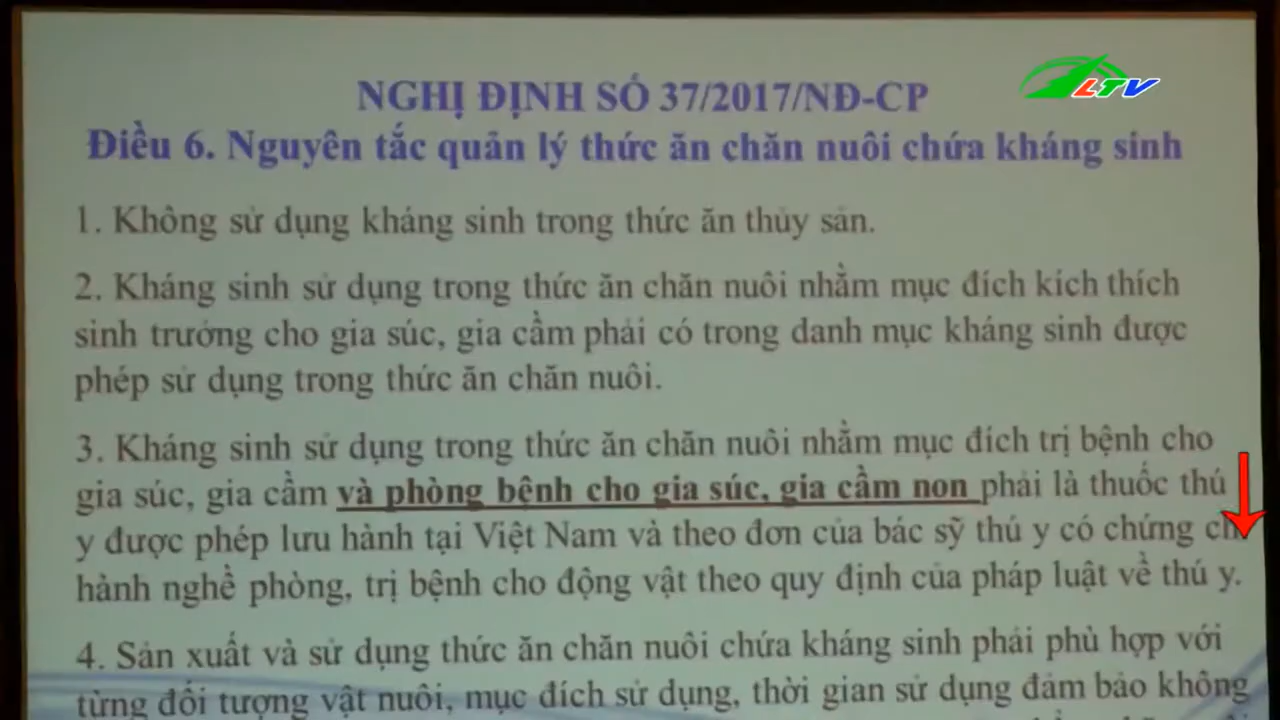 LTV
NGHỊ ĐỊNH SỐ 37/2017/NĐ-CP
Điều 6. Nguyên tắc quản lý thức ăn chăn nuôi chứa kháng sinh
1. Không sử dụng kháng sinh trong thức ăn thủy sản.
2. Kháng sinh sử dụng trong thức ăn chăn nuôi nhằm mục đích kích thích
sinh trưởng cho gia súc, gia cầm phải có trong danh mục kháng sinh được
phép sử dụng trong thức ăn chăn nuôi.
3. Kháng sinh sử dụng trong thức ăn chăn nuôi nhằm mục đích trị bệnh cho
gia súc, gia cầm và phòng bệnh cho gia súc, gia cầm non phải là thuốc thú
y được phép lưu hành tại Việt Nam và theo đơn của bác sỹ thú y có chứng
hành nghề phòng, trị bệnh cho động vật theo quy định của pháp luật về thú y.
4. Sản xuất và sử dụng thức ăn chăn nuôi chứa kháng sinh phải phù hợp với
từng đối tượng vật nuôi, mục đích sử dụng, thời gian sử dụng đảm bảo không